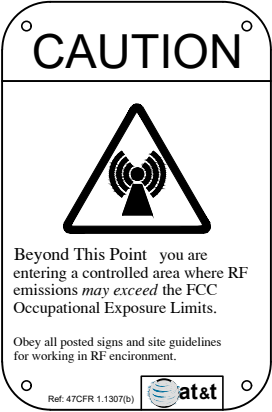 CAUTION
Beyond This Point you are
entering a controlled area where RF
emissions may exceed the FCC
Occupational Exposure Limits.
Obey all posted signs and site guidelines
for working in RF encironment.
Ref: 47CFR 1.1307(b)
at&t